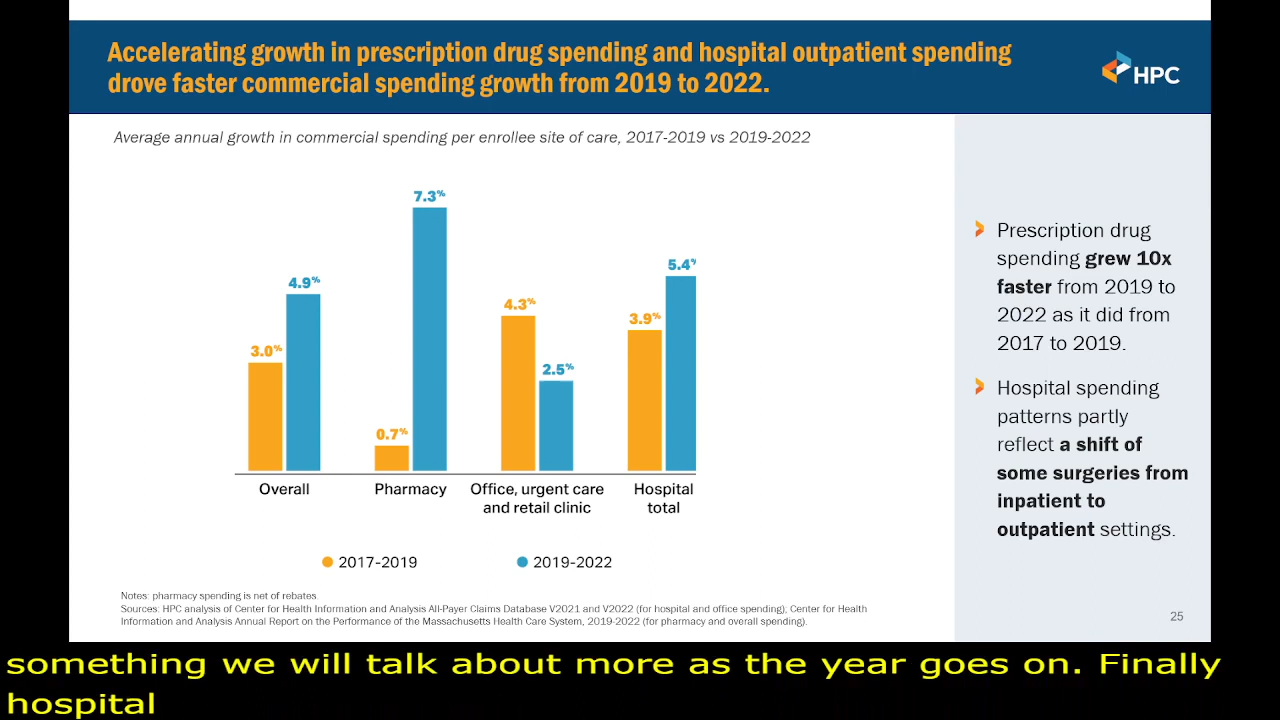 Accelerating growth in prescription drug spending and hospital outpatient spending
drove faster commercial spending growth from 2019 to 2022.
HPC
Average annual growth in commercial spending per enrollee site of care, 2017-2019 vs 2019-2022
7.3%
5.4%
4.9%
4.3%
3.9%
3.0%
2.5%
0.7%
Overall
Pharmacy
Office, urgent care
and retail clinic
Hospital
total
2017-2019
2019-2022
Notes: pharmacy spending is net of rebates.
Sources: HPC analysis of Center for Health Information and Analysis All-Payer Claims Database V2021 and V2022 (for hospital and office spending); Center for Health
Information and Analysis Annual Report on the Performance of the Massachusetts Health Care System, 2019-2022 (for pharmacy and overall spending).
Prescription drug
spending grew 10x
faster from 2019 to
2022 as it did from
2017 to 2019.
Hospital spending
patterns partly
reflect a shift of
some surgeries from
inpatient to
outpatient settings.
25
something we will talk about more as the year goes on. Finally
hospital